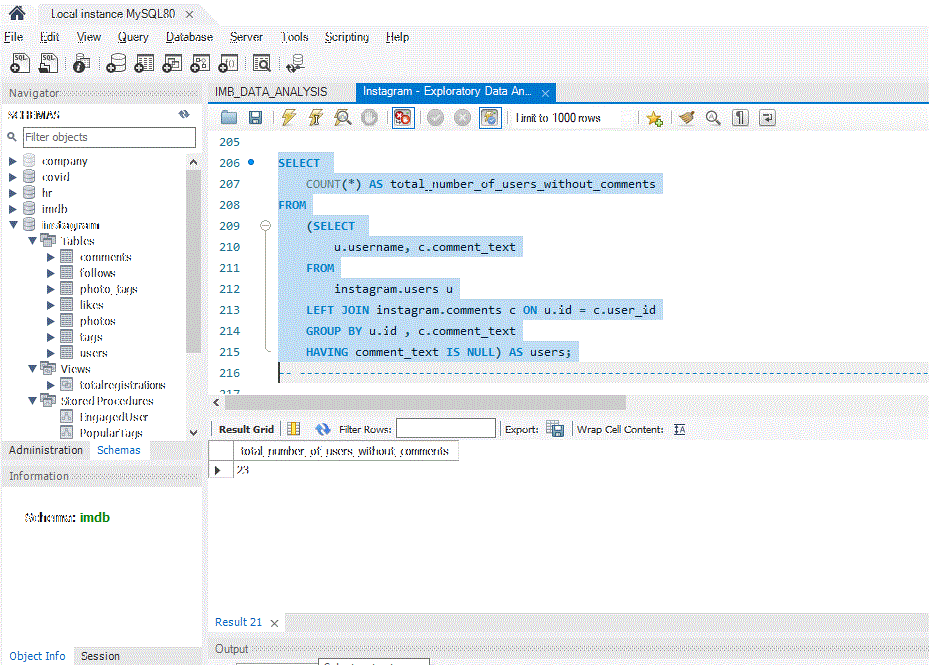 Local instance MySQL80 ×
File Edit View Query Database Server Tools Scripting Help
Navigator
SCHEMAS
Filter objects
company
covid
hr
imdb
instagram
Tables
comments
follows
photo_tags
likes
photos
tags
users
Views
totalregistrations
Stored Procedures
EngagedUser
PopularTags
Administration Schemas
Information
Schema: imdb
Object Info Session
IMB_DATA_ANALYSIS Instagram - Exploratory Data An... ×
Limit to 1000 rows
205
206 SELECT
207 COUNT(*) AS total_number_of_users_without_comments
208 FROM
209 (SELECT
210 u.username, c.comment_text
211 FROM
212 instagram.users u
213 LEFT JOIN instagram.comments c ON u.id = c.user_id
214 GROUP BY u.id , c.comment_text
215 HAVING comment_text IS NULL) AS users;
216 -- ------------------------------------------------------------
217
Result Grid Filter Rows: Export: Wrap Cell Content:
total_number_of_users_without_comments
23
Result 21 ×
Output